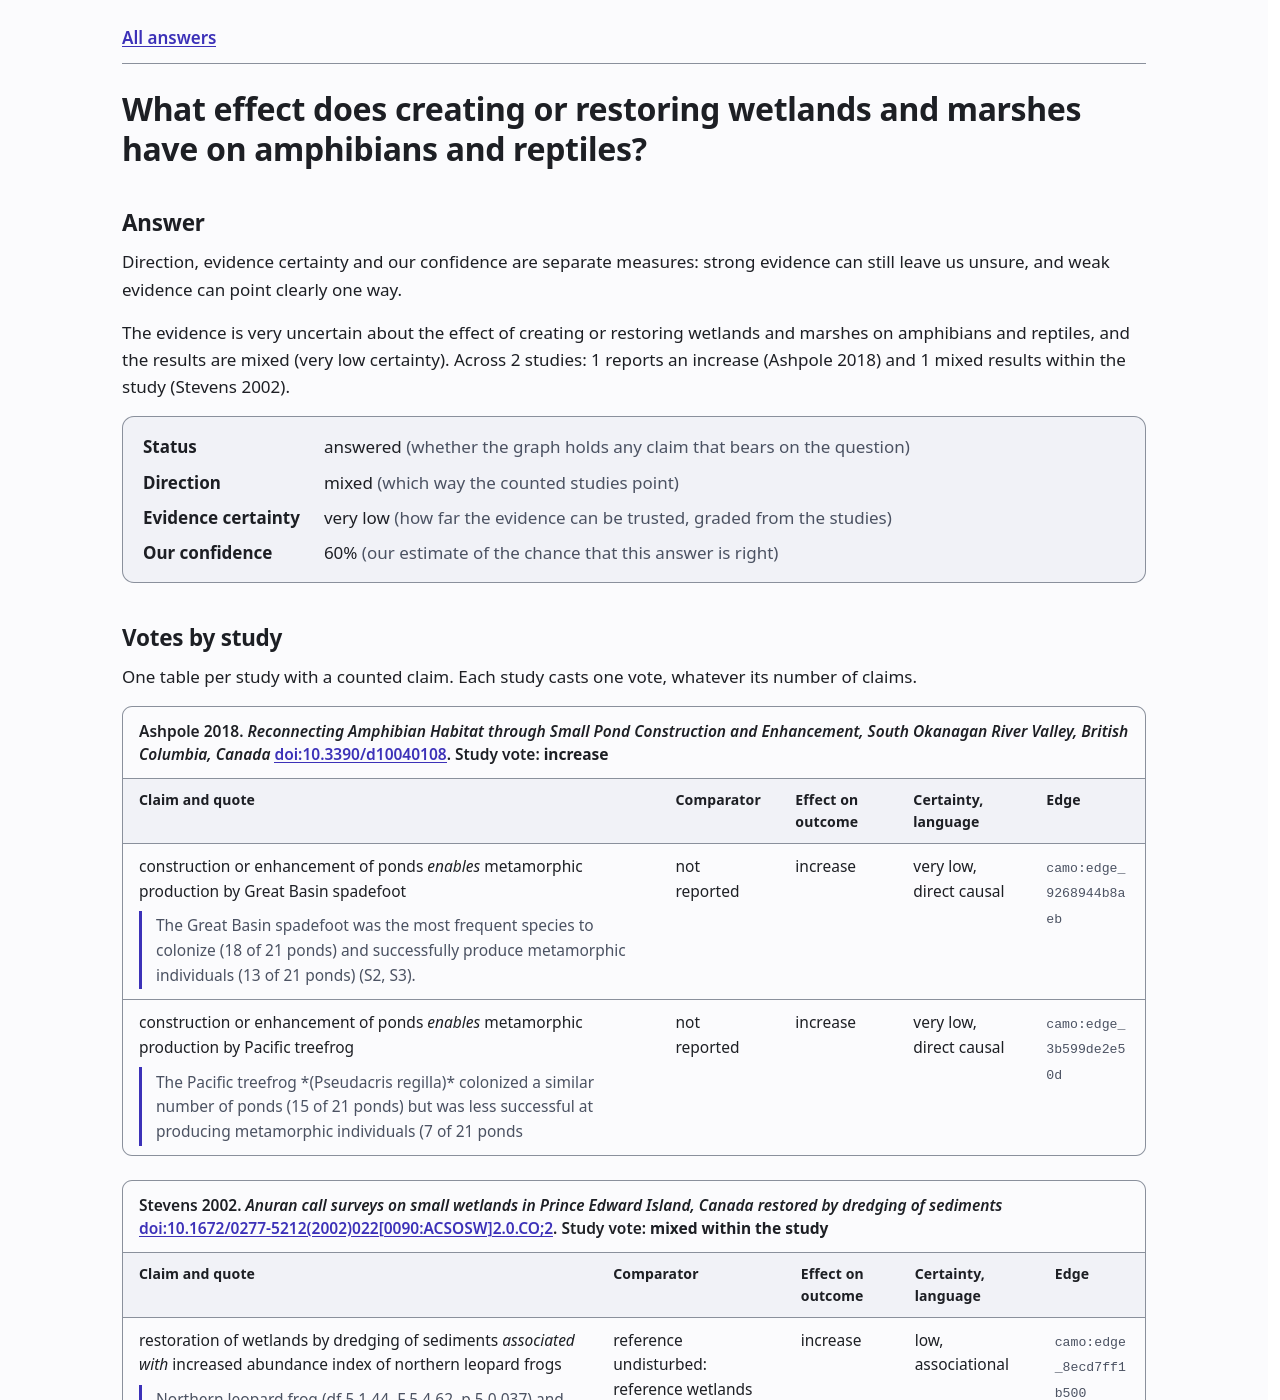 All answers
What effect does creating or restoring wetlands and marshes
have on amphibians and reptiles?
Answer
Direction, evidence certainty and our confidence are separate measures: strong evidence can still leave us unsure, and weak
evidence can point clearly one way.
The evidence is very uncertain about the effect of creating or restoring wetlands and marshes on amphibians and reptiles, and
the results are mixed (very low certainty). Across 2 studies: 1 reports an increase (Ashpole 2018) and 1 mixed results within the
study (Stevens 2002).
Status answered (whether the graph holds any claim that bears on the question)
Direction mixed (which way the counted studies point)
Evidence certainty very low (how far the evidence can be trusted, graded from the studies)
Our confidence 60% (our estimate of the chance that this answer is right)
Votes by study
One table per study with a counted claim. Each study casts one vote, whatever its number of claims.
Ashpole 2018. Reconnecting Amphibian Habitat through Small Pond Construction and Enhancement, South Okanagan River Valley, British
Columbia, Canada doi:10.3390/d10040108. Study vote: increase
Claim and quote Comparator Effect on Certainty, Edge
outcome language
construction or enhancement of ponds enables metamorphic not increase very low, camo:edge_
production by Great Basin spadefoot reported direct causal 9268944b8a
eb
The Great Basin spadefoot was the most frequent species to
colonize (18 of 21 ponds) and successfully produce metamorphic
individuals (13 of 21 ponds) (S2, S3).
construction or enhancement of ponds enables metamorphic not increase very low, camo:edge_
production by Pacific treefrog reported direct causal 3b599de2e5
0d
The Pacific treefrog *(Pseudacris regilla)* colonized a similar
number of ponds (15 of 21 ponds) but was less successful at
producing metamorphic individuals (7 of 21 ponds
Stevens 2002. Anuran call surveys on small wetlands in Prince Edward Island, Canada restored by dredging of sediments
doi:10.1672/0277-5212(2002)022[0090:ACSOSW]2.0.CO;2. Study vote: mixed within the study
Claim and quote Comparator Effect on Certainty, Edge
outcome language
restoration of wetlands by dredging of sediments associated reference increase low, camo:edge
with increased abundance index of northern leopard frogs undisturbed: associational _8ecd7ff1
reference wetlands b500
Northern leopard frog (df 5 1,44, F 5 4.62, p 5 0.037) and